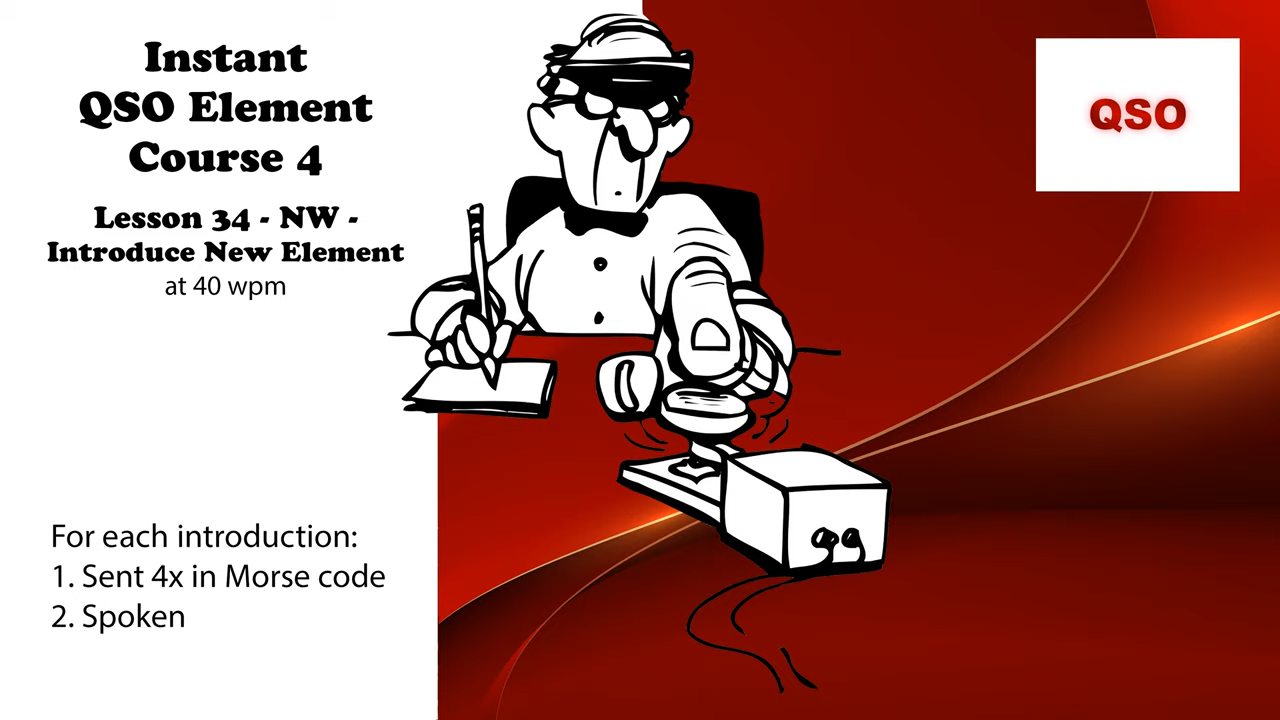 Instant
QSO Element
Course 4
Lesson 34 - NW -
Introduce New Element
at 40 wpm
QSO
For each introduction:
1. Sent 4x in Morse code
2. Spoken